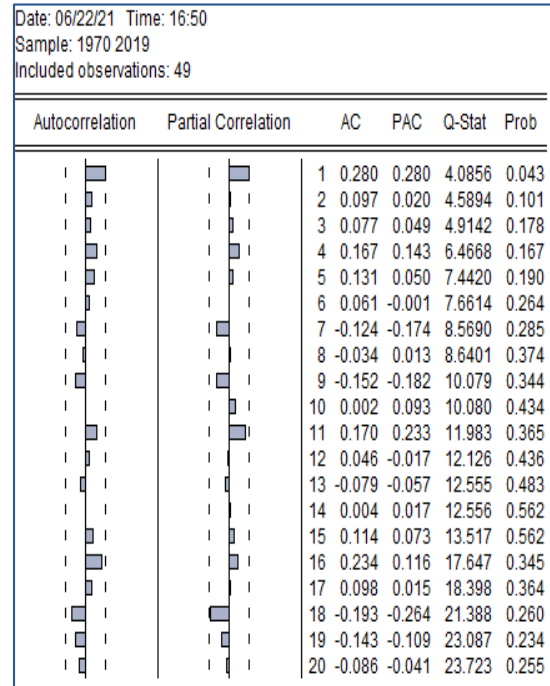 Date: 06/22/21 Time: 16:50
Sample: 1970 2019
Included observations: 49
Autocorrelation Partial Correlation AC PAC Q-Stat Prob
1 0.280 0.280 4.0856 0.043
2 0.097 0.020 4.5894 0.101
3 0.077 0.049 4.9142 0.178
4 0.167 0.143 6.4668 0.167
5 0.131 0.050 7.4420 0.190
6 0.061 -0.001 7.6614 0.264
7 -0.124 -0.174 8.5690 0.285
8 -0.034 0.013 8.6401 0.374
9 -0.152 -0.182 10.079 0.344
10 0.002 0.093 10.080 0.434
11 0.170 0.233 11.983 0.365
12 0.046 -0.017 12.126 0.436
13 -0.079 -0.057 12.555 0.483
14 0.004 0.017 12.556 0.562
15 0.114 0.073 13.517 0.562
16 0.234 0.116 17.647 0.345
17 0.098 0.015 18.398 0.364
18 -0.193 -0.264 21.388 0.260
19 -0.143 -0.109 23.087 0.234
20 -0.086 -0.041 23.723 0.255